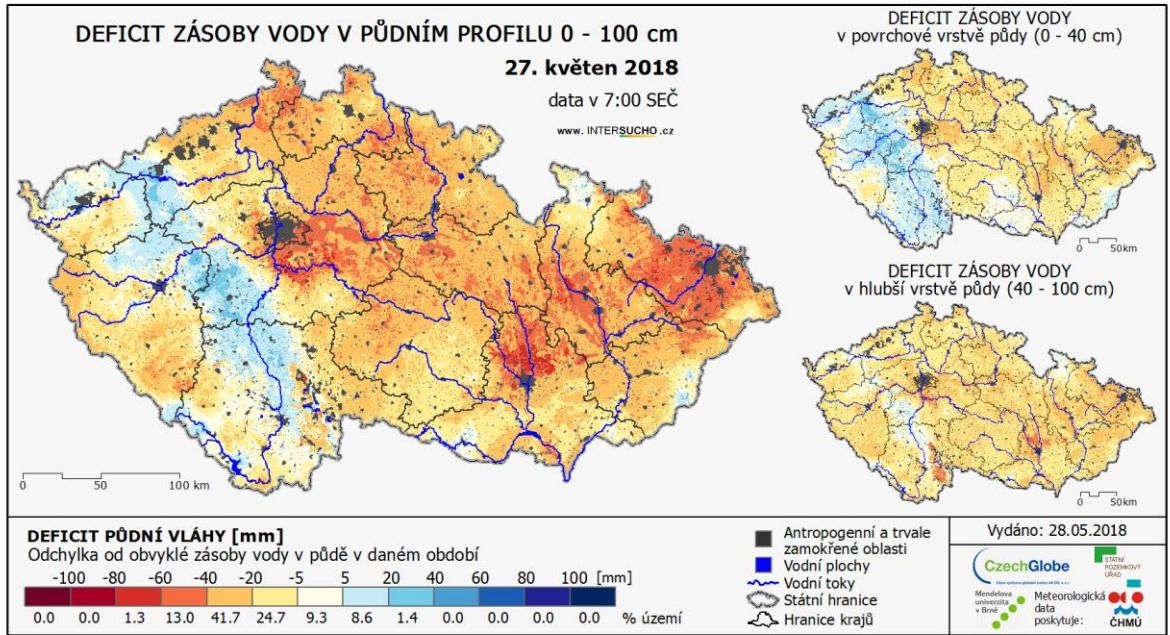 DEFICIT ZÁSOBY VODY V PŮDNÍM PROFILU 0 - 100 cm
27. květen 2018
data v 7:00 SEČ
www. INTERSUCHO .cz
0 50 100 km
DEFICIT ZÁSOBY VODY
v povrchové vrstvě půdy (0 - 40 cm)
0 50km
DEFICIT ZÁSOBY VODY
v hlubší vrstvě půdy (40 - 100 cm)
0 50km
DEFICIT PŮDNÍ VLÁHY [mm]
Odchylka od obvyklé zásoby vody v půdě v daném období
-100 -80 -60 -40 -20 -5 5 20 40 60 80 100 [mm]
0.0 0.0 1.3 13.0 41.7 24.7 9.3 8.6 1.4 0.0 0.0 0.0 0.0 % území
Antropogenní a trvale
zamokřené oblasti
Vodní plochy
Vodní toky
Státní hranice
Hranice krajů
Vydáno: 28.05.2018
CzechGlobe
STÁTNÍ
POZEMKOVÝ
ÚŘAD
Mendelova
univerzita
v Brně
Meteorologická
data
poskytuje:
ČHMÚ